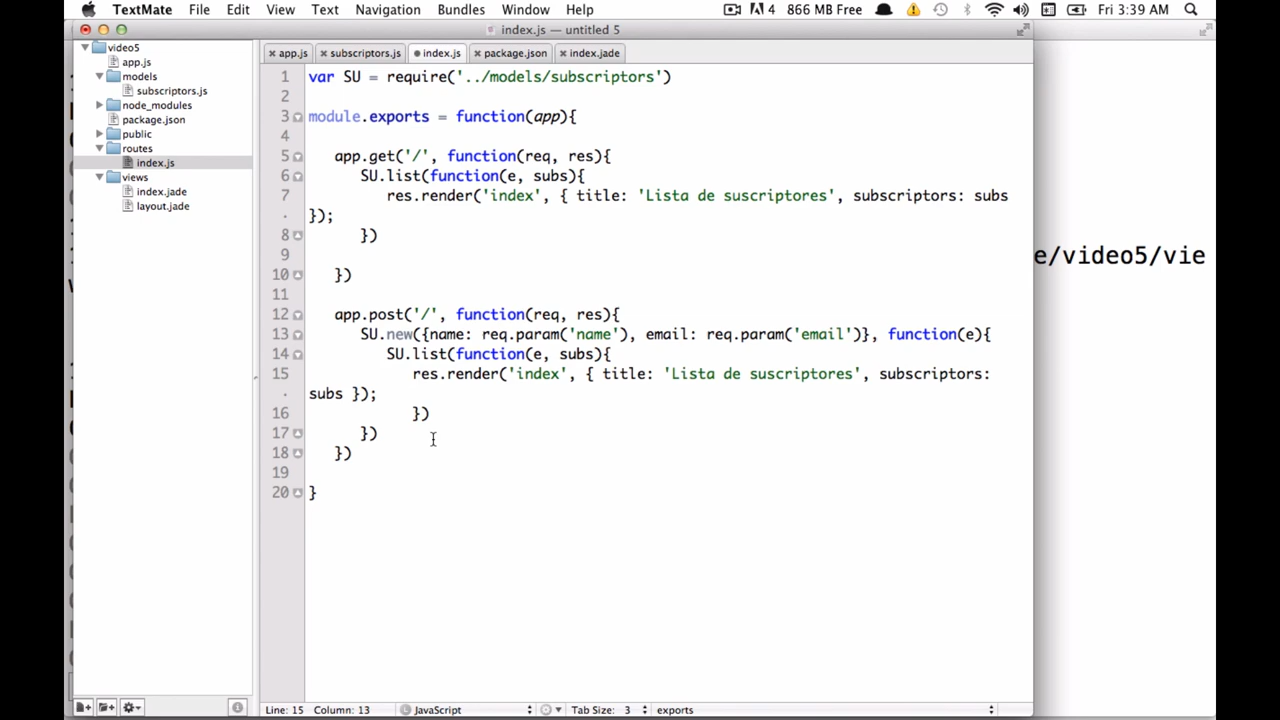 TextMate File Edit View Text Navigation Bundles Window Help 4 866 MB Free Fri 3:39 AM
index.js — untitled 5
video5
app.js
models
subscriptors.js
node_modules
package.json
public
routes
index.js
views
index.jade
layout.jade
app.js subscriptors.js index.js package.json index.jade
1 var SU = require('../models/subscriptors')
2
3 module.exports = function(app){
4
5 app.get('/', function(req, res){
6 SU.list(function(e, subs){
7 res.render('index', { title: 'Lista de suscriptores', subscriptors: subs
});
8 })
9
10 })
11
12 app.post('/', function(req, res){
13 SU.new({name: req.param('name'), email: req.param('email')}, function(e){
14 SU.list(function(e, subs){
15 res.render('index', { title: 'Lista de suscriptores', subscriptors:
subs });
16 })
17 })
18 })
19
20 }
e/video5/vie
Line: 15 Column: 13 JavaScript Tab Size: 3 exports